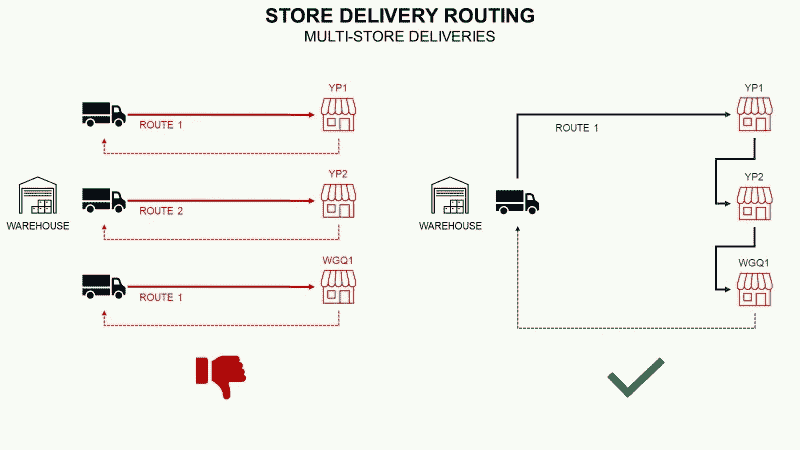 STORE DELIVERY ROUTING
MULTI-STORE DELIVERIES
YP1
ROUTE 1
YP2
WAREHOUSE
ROUTE 2
WGQ1
ROUTE 1
YP1
ROUTE 1
YP2
WAREHOUSE
WGQ1